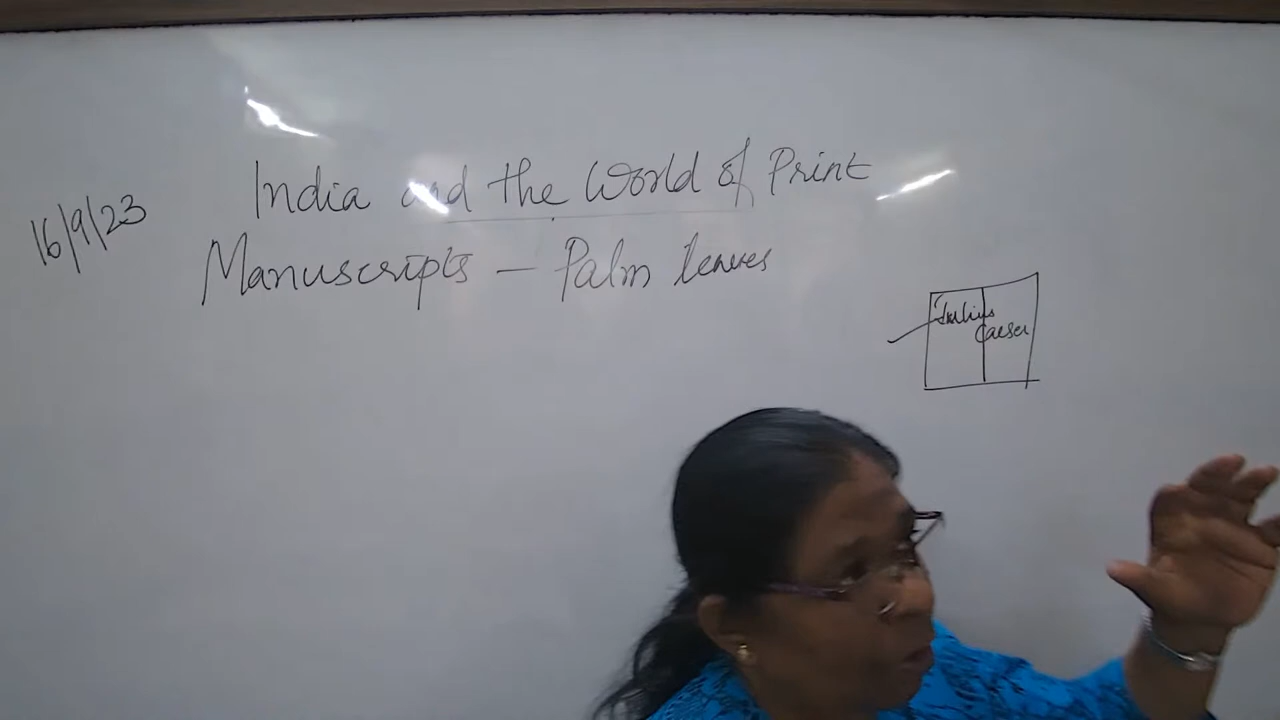 India and the World of Print
16/9/23
Manuscripts — Palm leaves
Julius
Caeser